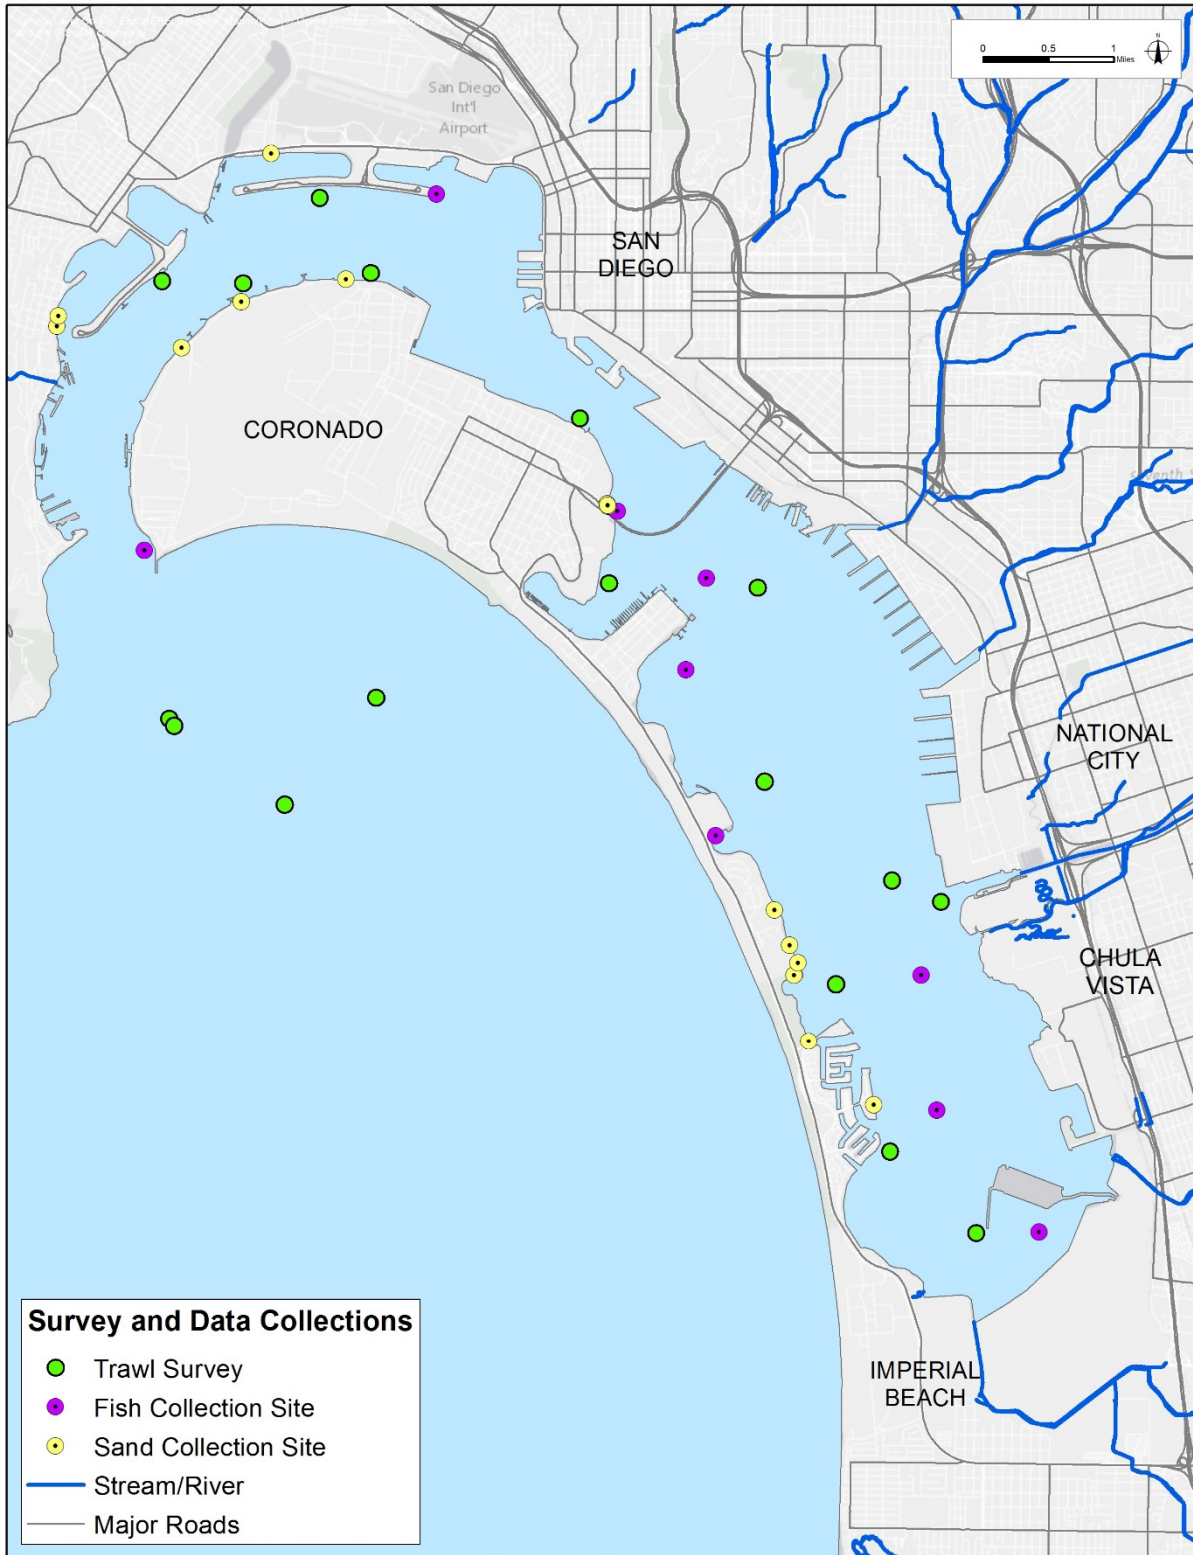 0 0.5 1
Miles
N
San Diego
Int'l
Airport
SAN
DIEGO
CORONADO
NATIONAL
CITY
CHULA
VISTA
IMPERIAL
BEACH
Survey and Data Collections
Trawl Survey
Fish Collection Site
Sand Collection Site
Stream/River
Major Roads